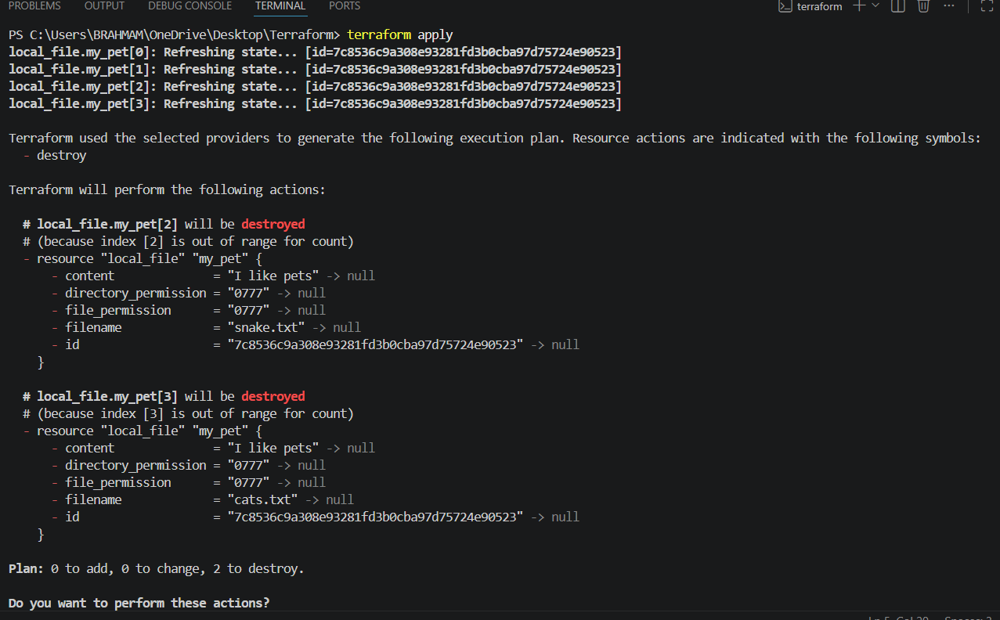 PROBLEMS OUTPUT DEBUG CONSOLE TERMINAL PORTS terraform
PS C:\Users\BRAHMAM\OneDrive\Desktop\Terraform> terraform apply
local_file.my_pet[0]: Refreshing state... [id=7c8536c9a308e93281fd3b0cba97d75724e90523]
local_file.my_pet[1]: Refreshing state... [id=7c8536c9a308e93281fd3b0cba97d75724e90523]
local_file.my_pet[2]: Refreshing state... [id=7c8536c9a308e93281fd3b0cba97d75724e90523]
local_file.my_pet[3]: Refreshing state... [id=7c8536c9a308e93281fd3b0cba97d75724e90523]
Terraform used the selected providers to generate the following execution plan. Resource actions are indicated with the following symbols:
- destroy
Terraform will perform the following actions:
# local_file.my_pet[2] will be destroyed
# (because index [2] is out of range for count)
- resource "local_file" "my_pet" {
- content = "I like pets" -> null
- directory_permission = "0777" -> null
- file_permission = "0777" -> null
- filename = "snake.txt" -> null
- id = "7c8536c9a308e93281fd3b0cba97d75724e90523" -> null
}
# local_file.my_pet[3] will be destroyed
# (because index [3] is out of range for count)
- resource "local_file" "my_pet" {
- content = "I like pets" -> null
- directory_permission = "0777" -> null
- file_permission = "0777" -> null
- filename = "cats.txt" -> null
- id = "7c8536c9a308e93281fd3b0cba97d75724e90523" -> null
}
Plan: 0 to add, 0 to change, 2 to destroy.
Do you want to perform these actions?